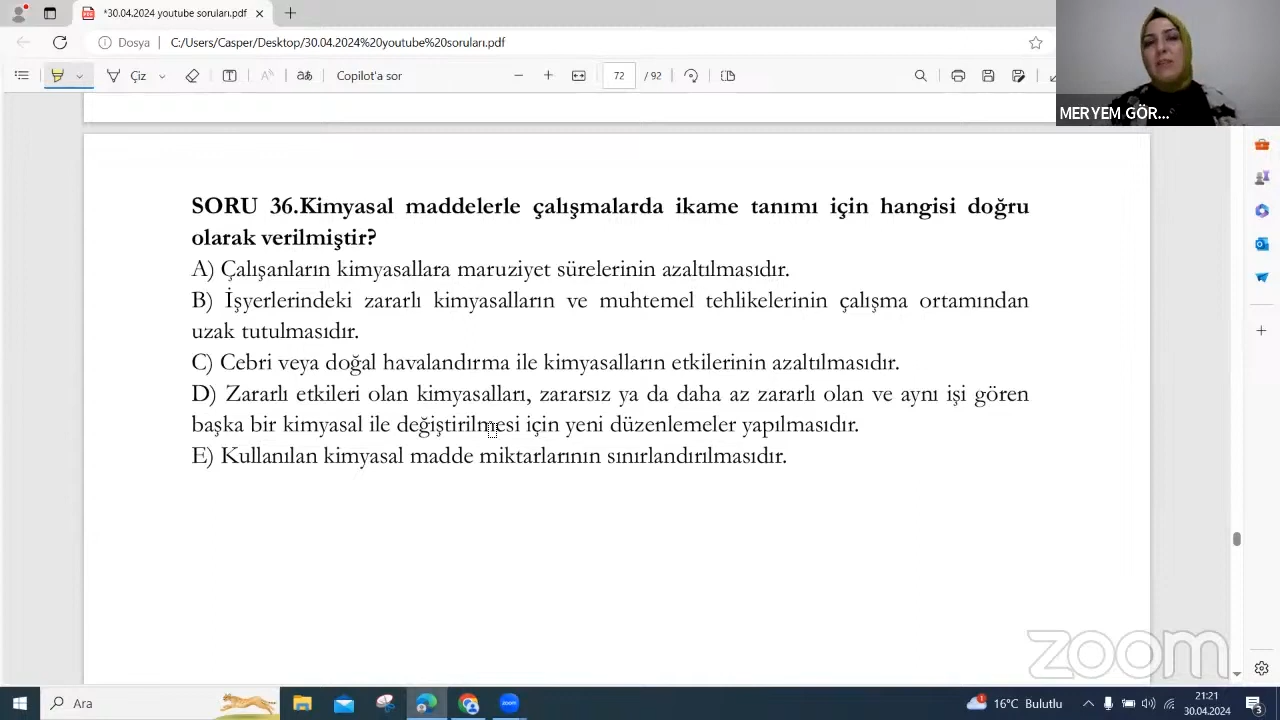 *30.04.2024 youtube soruları.pdf
Dosya C:/Users/Casper/Desktop/30.04.2024%20youtube%20soruları.pdf
Çiz Copilot'a sor 72 / 92
MERYEM GÖR...
SORU 36.Kimyasal maddelerle çalışmalarda ikame tanımı için hangisi doğru
olarak verilmiştir?
A) Çalışanların kimyasallara maruziyet sürelerinin azaltılmasıdır.
B) İşyerlerindeki zararlı kimyasalların ve muhtemel tehlikelerinin çalışma ortamından
uzak tutulmasıdır.
C) Cebri veya doğal havalandırma ile kimyasalların etkilerinin azaltılmasıdır.
D) Zararlı etkileri olan kimyasalları, zararsız ya da daha az zararlı olan ve aynı işi gören
başka bir kimyasal ile değiştirilmesi için yeni düzenlemeler yapılmasıdır.
E) Kullanılan kimyasal madde miktarlarının sınırlandırılmasıdır.
zoom
Ara zoom 1 16°C Bulutlu 21:21
30.04.2024 3